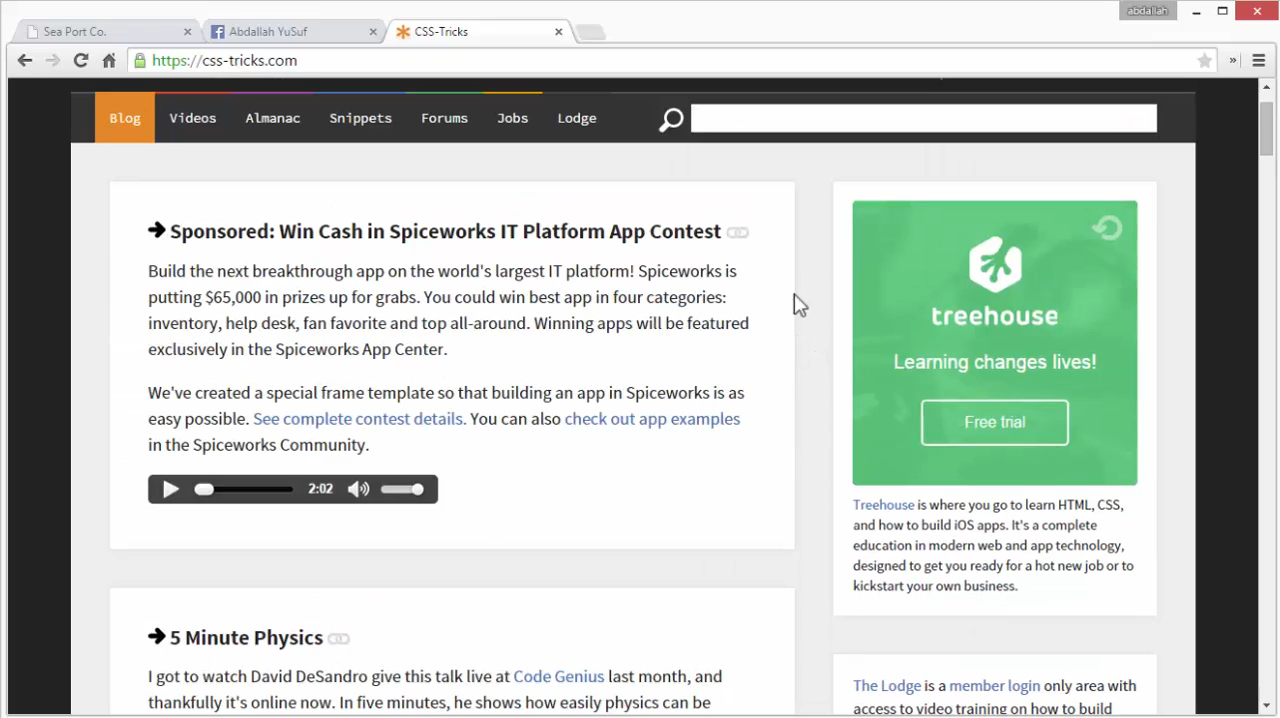 abdallah
Sea Port Co.
Abdallah YuSuf
CSS-Tricks
https://css-tricks.com
Blog Videos Almanac Snippets Forums Jobs Lodge
Sponsored: Win Cash in Spiceworks IT Platform App Contest
Build the next breakthrough app on the world's largest IT platform! Spiceworks is
putting $65,000 in prizes up for grabs. You could win best app in four categories:
inventory, help desk, fan favorite and top all-around. Winning apps will be featured
exclusively in the Spiceworks App Center.
We've created a special frame template so that building an app in Spiceworks is as
easy possible. See complete contest details. You can also check out app examples
in the Spiceworks Community.
2:02
5 Minute Physics
I got to watch David DeSandro give this talk live at Code Genius last month, and
thankfully it's online now. In five minutes, he shows how easily physics can be
treehouse
Learning changes lives!
Free trial
Treehouse is where you go to learn HTML, CSS,
and how to build iOS apps. It's a complete
education in modern web and app technology,
designed to get you ready for a hot new job or to
kickstart your own business.
The Lodge is a member login only area with
access to video training on how to build